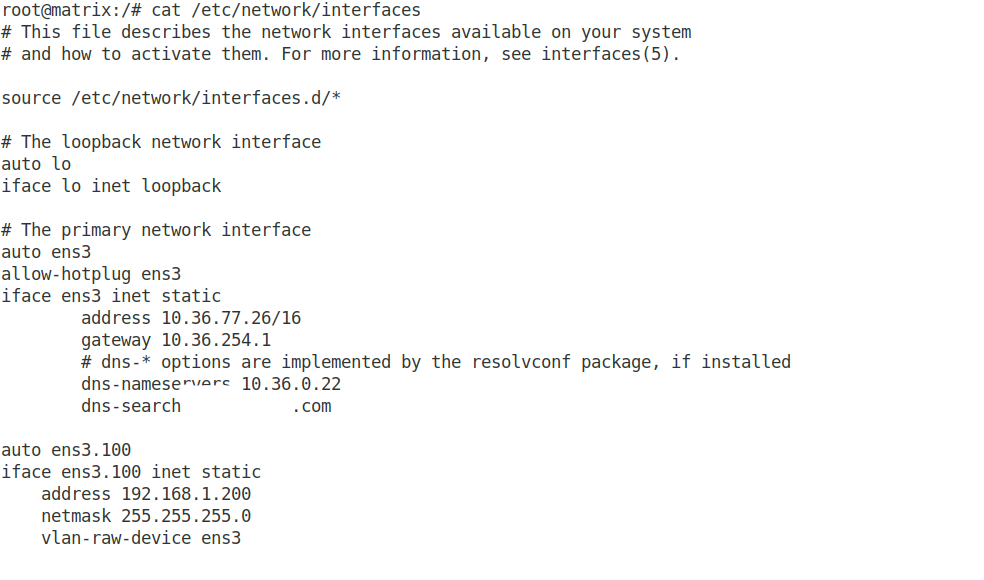 root@matrix:/# cat /etc/network/interfaces
# This file describes the network interfaces available on your system
# and how to activate them. For more information, see interfaces(5).

source /etc/network/interfaces.d/*

# The loopback network interface
auto lo
iface lo inet loopback

# The primary network interface
auto ens3
allow-hotplug ens3
iface ens3 inet static
        address 10.36.77.26/16
        gateway 10.36.254.1
        # dns-* options are implemented by the resolvconf package, if installed
        dns-nameservers 10.36.0.22
        dns-search           .com

auto ens3.100
iface ens3.100 inet static
    address 192.168.1.200
    netmask 255.255.255.0
    vlan-raw-device ens3